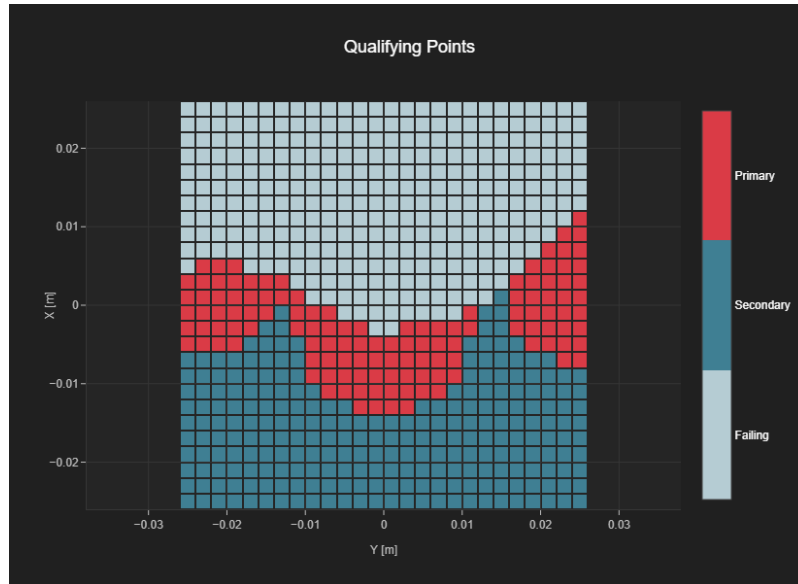 Qualifying Points
0.02
0.01
0
−0.01
−0.02
X [m]
−0.03
−0.02
−0.01
0
0.01
0.02
0.03
Y [m]
Primary
Secondary
Failing